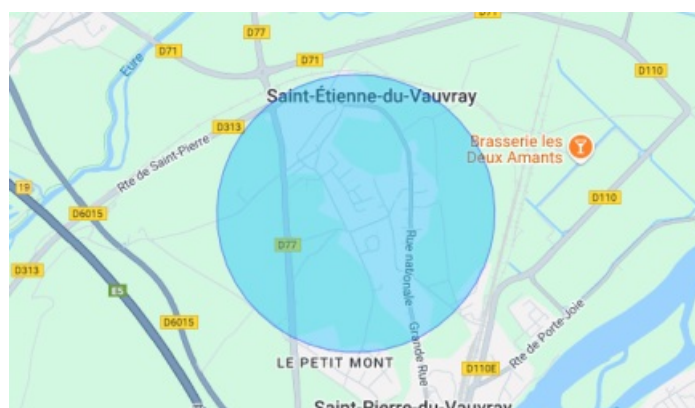 D77
D71
D71
D71
Eure
D110
Saint-Étienne-du-Vauvray
D313
Brasserie les
Deux Amants
Rte de Saint-Pierre
19
D6015
D110
D77
Rue nationale
D313
E5
D6015
Grande Rue
Rte de Porte-Joie
LE PETIT MONT
D110E
Saint-Pierre-du-Vauvray